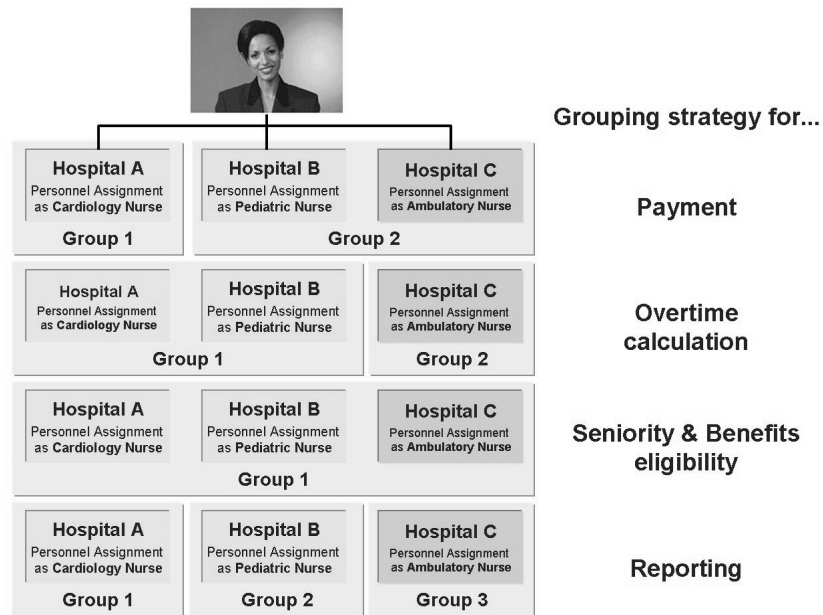 Grouping strategy for...
Hospital A
Personnel Assignment
as Cardiology Nurse
Hospital B
Personnel Assignment
as Pediatric Nurse
Hospital C
Personnel Assignment
as Ambulatory Nurse
Group 1
Group 2
Payment
Hospital A
Personnel Assignment
as Cardiology Nurse
Hospital B
Personnel Assignment
as Pediatric Nurse
Hospital C
Personnel Assignment
as Ambulatory Nurse
Group 1
Group 2
Overtime
calculation
Hospital A
Personnel Assignment
as Cardiology Nurse
Hospital B
Personnel Assignment
as Pediatric Nurse
Hospital C
Personnel Assignment
as Ambulatory Nurse
Group 1
Seniority & Benefits
eligibility
Hospital A
Personnel Assignment
as Cardiology Nurse
Hospital B
Personnel Assignment
as Pediatric Nurse
Hospital C
Personnel Assignment
as Ambulatory Nurse
Group 1
Group 2
Group 3
Reporting